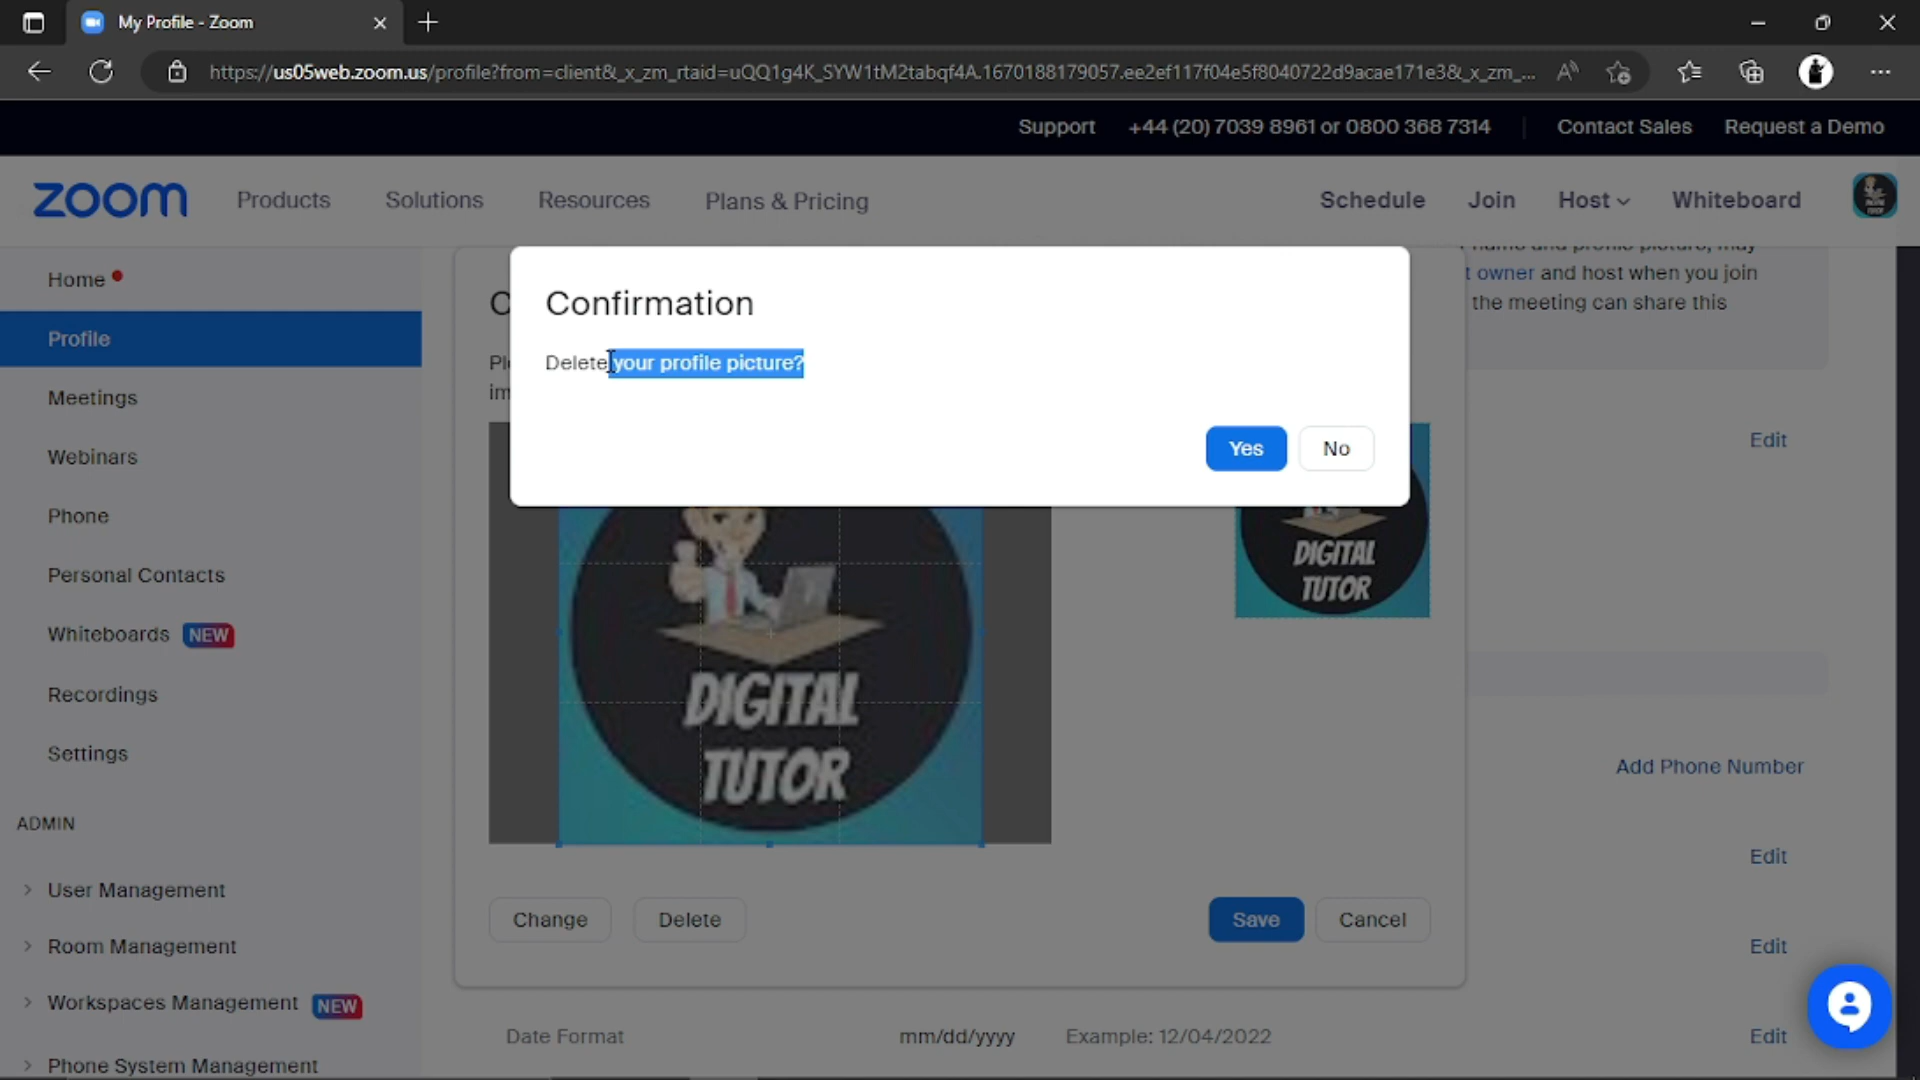 My Profile - Zoom
https://us05web.zoom.us/profile?from=client&_x_zm_rtaid=uQQ1g4K_SYW1tM2tabqf4A.1670188179057.ee2ef117f04e5f8040722d9acae171e3&_x_zm_...
Support +44 (20) 7039 8961 or 0800 368 7314 Contact Sales Request a Demo
zoom Products Solutions Resources Plans & Pricing Schedule Join Host Whiteboard
Home
Profile
Meetings
Webinars
Phone
Personal Contacts
Whiteboards NEW
Recordings
Settings
ADMIN
User Management
Room Management
Workspaces Management NEW
Phone System Management
name and profile picture, may
t owner and host when you join
the meeting can share this
Confirmation
Delete your profile picture?
Yes No
DIGITAL
TUTOR
DIGITAL
TUTOR
Change Delete Save Cancel
Edit
Add Phone Number
Edit
Edit
Date Format mm/dd/yyyy Example: 12/04/2022 Edit